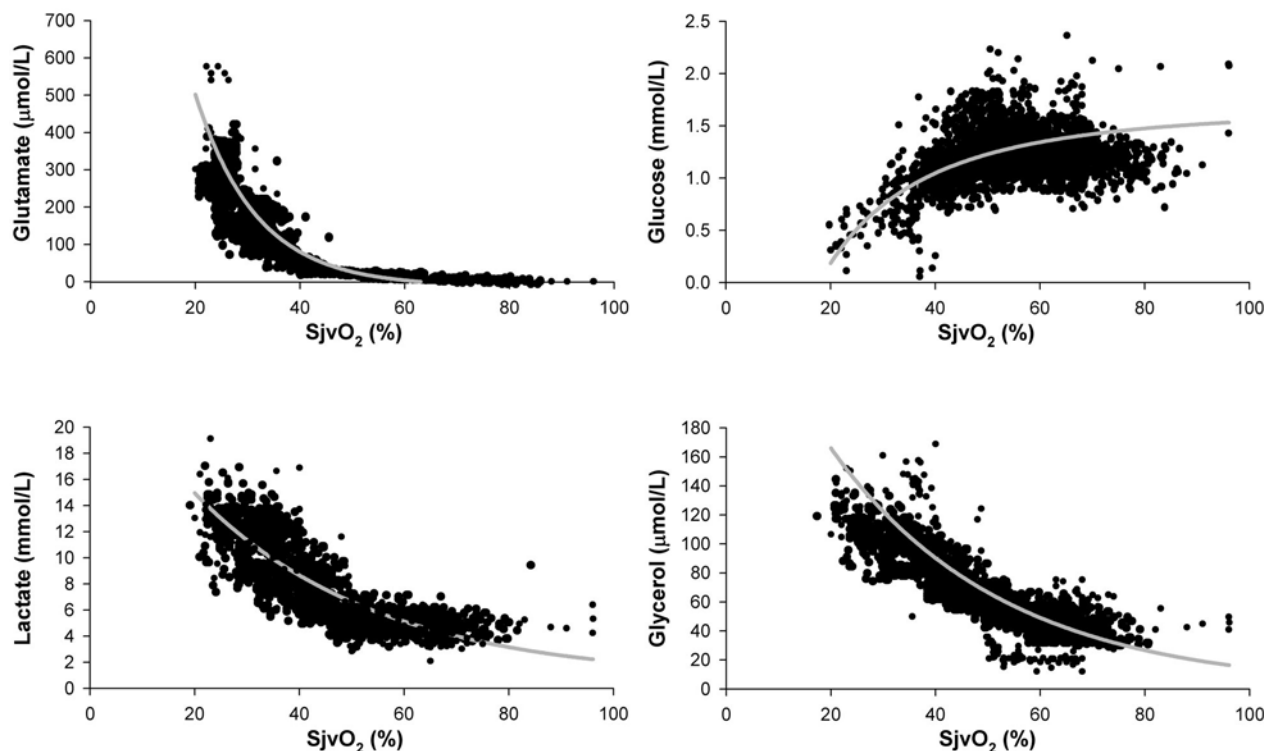 Glutamate (μmol/L)
700
600
500
400
300
200
100
0
0 20 40 60 80 100
SjvO₂ (%)
Glucose (mmol/L)
2.5
2.0
1.5
1.0
0.5
0.0
0 20 40 60 80 100
SjvO₂ (%)
Lactate (mmol/L)
20
18
16
14
12
10
8
6
4
2
0
0 20 40 60 80 100
SjvO₂ (%)
Glycerol (μmol/L)
180
160
140
120
100
80
60
40
20
0
0 20 40 60 80 100
SjvO₂ (%)